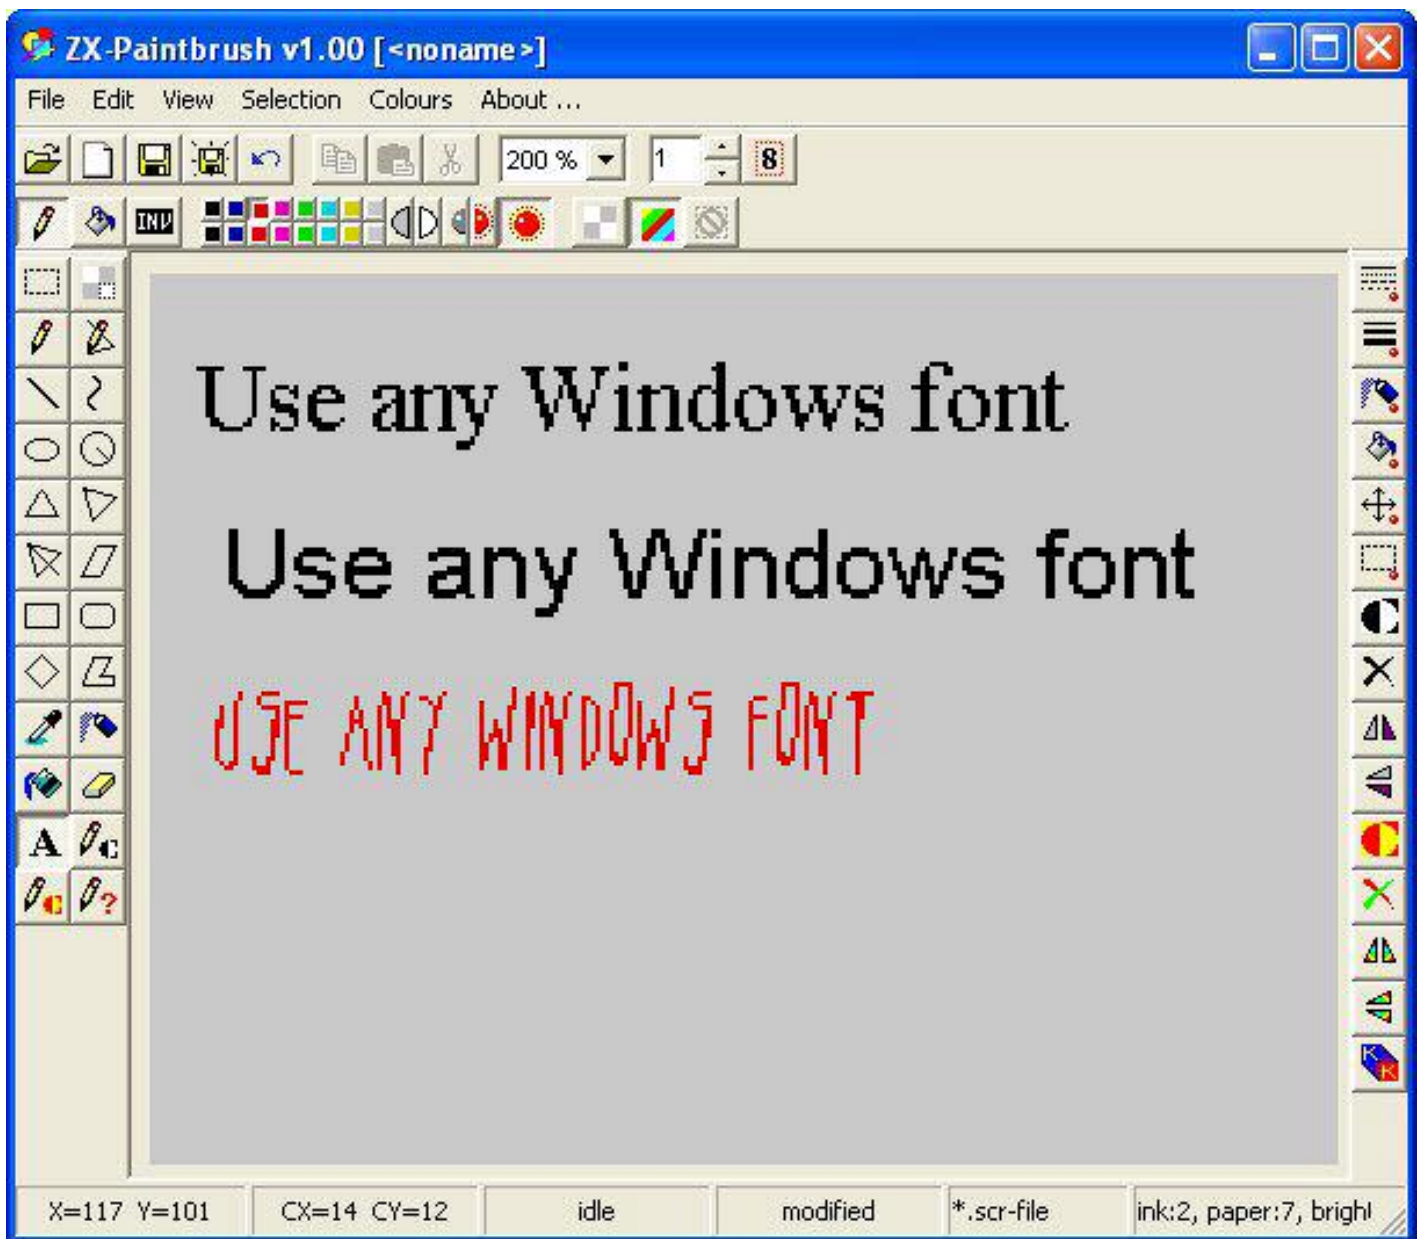 ZX-Paintbrush v1.00 [<noname>]
File Edit View Selection Colours About ...
200 % 1 8
INV
Use any Windows font
Use any Windows font
USE ANY WINDOWS FONT
A
X=117 Y=101 CX=14 CY=12 idle modified *.scr-file ink:2, paper:7, bright